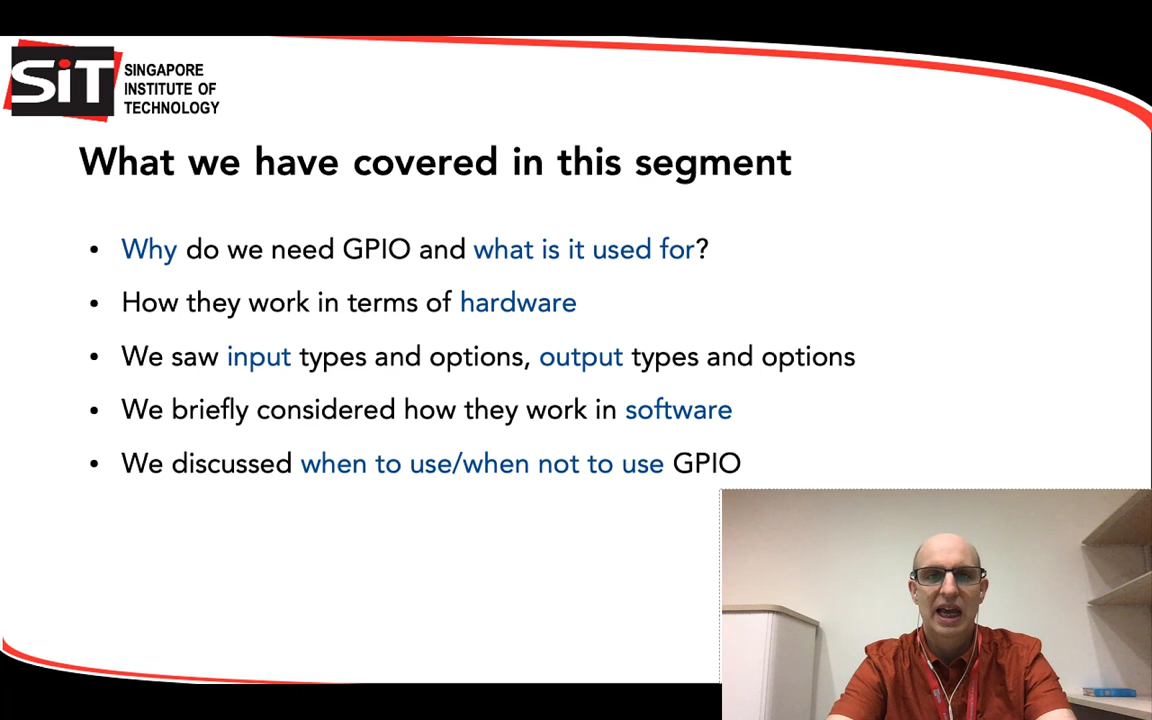 SiT
SINGAPORE
INSTITUTE OF
TECHNOLOGY
What we have covered in this segment
• Why do we need GPIO and what is it used for?
• How they work in terms of hardware
• We saw input types and options, output types and options
• We briefly considered how they work in software
• We discussed when to use/when not to use GPIO